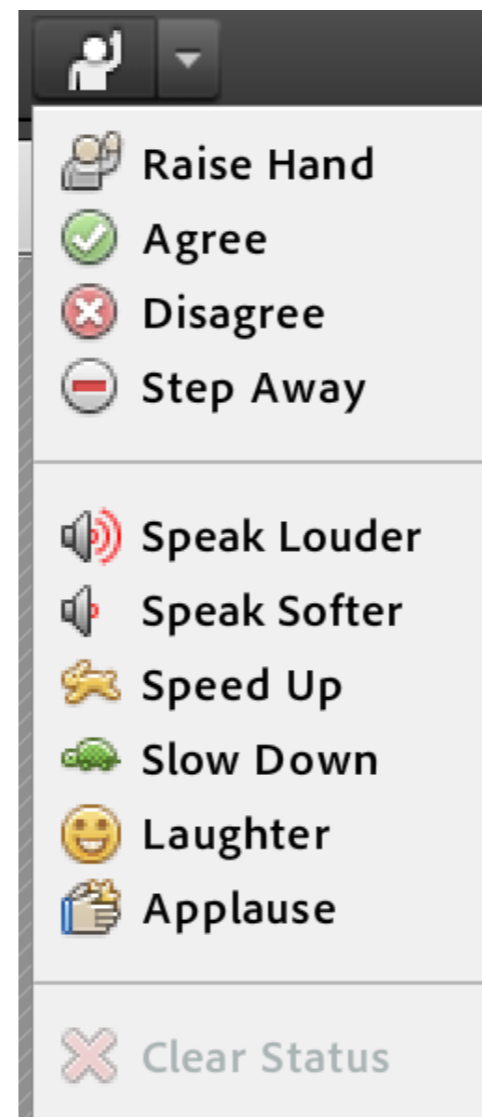 Raise Hand
Agree
Disagree
Step Away
Speak Louder
Speak Softer
Speed Up
Slow Down
Laughter
Applause
Clear Status